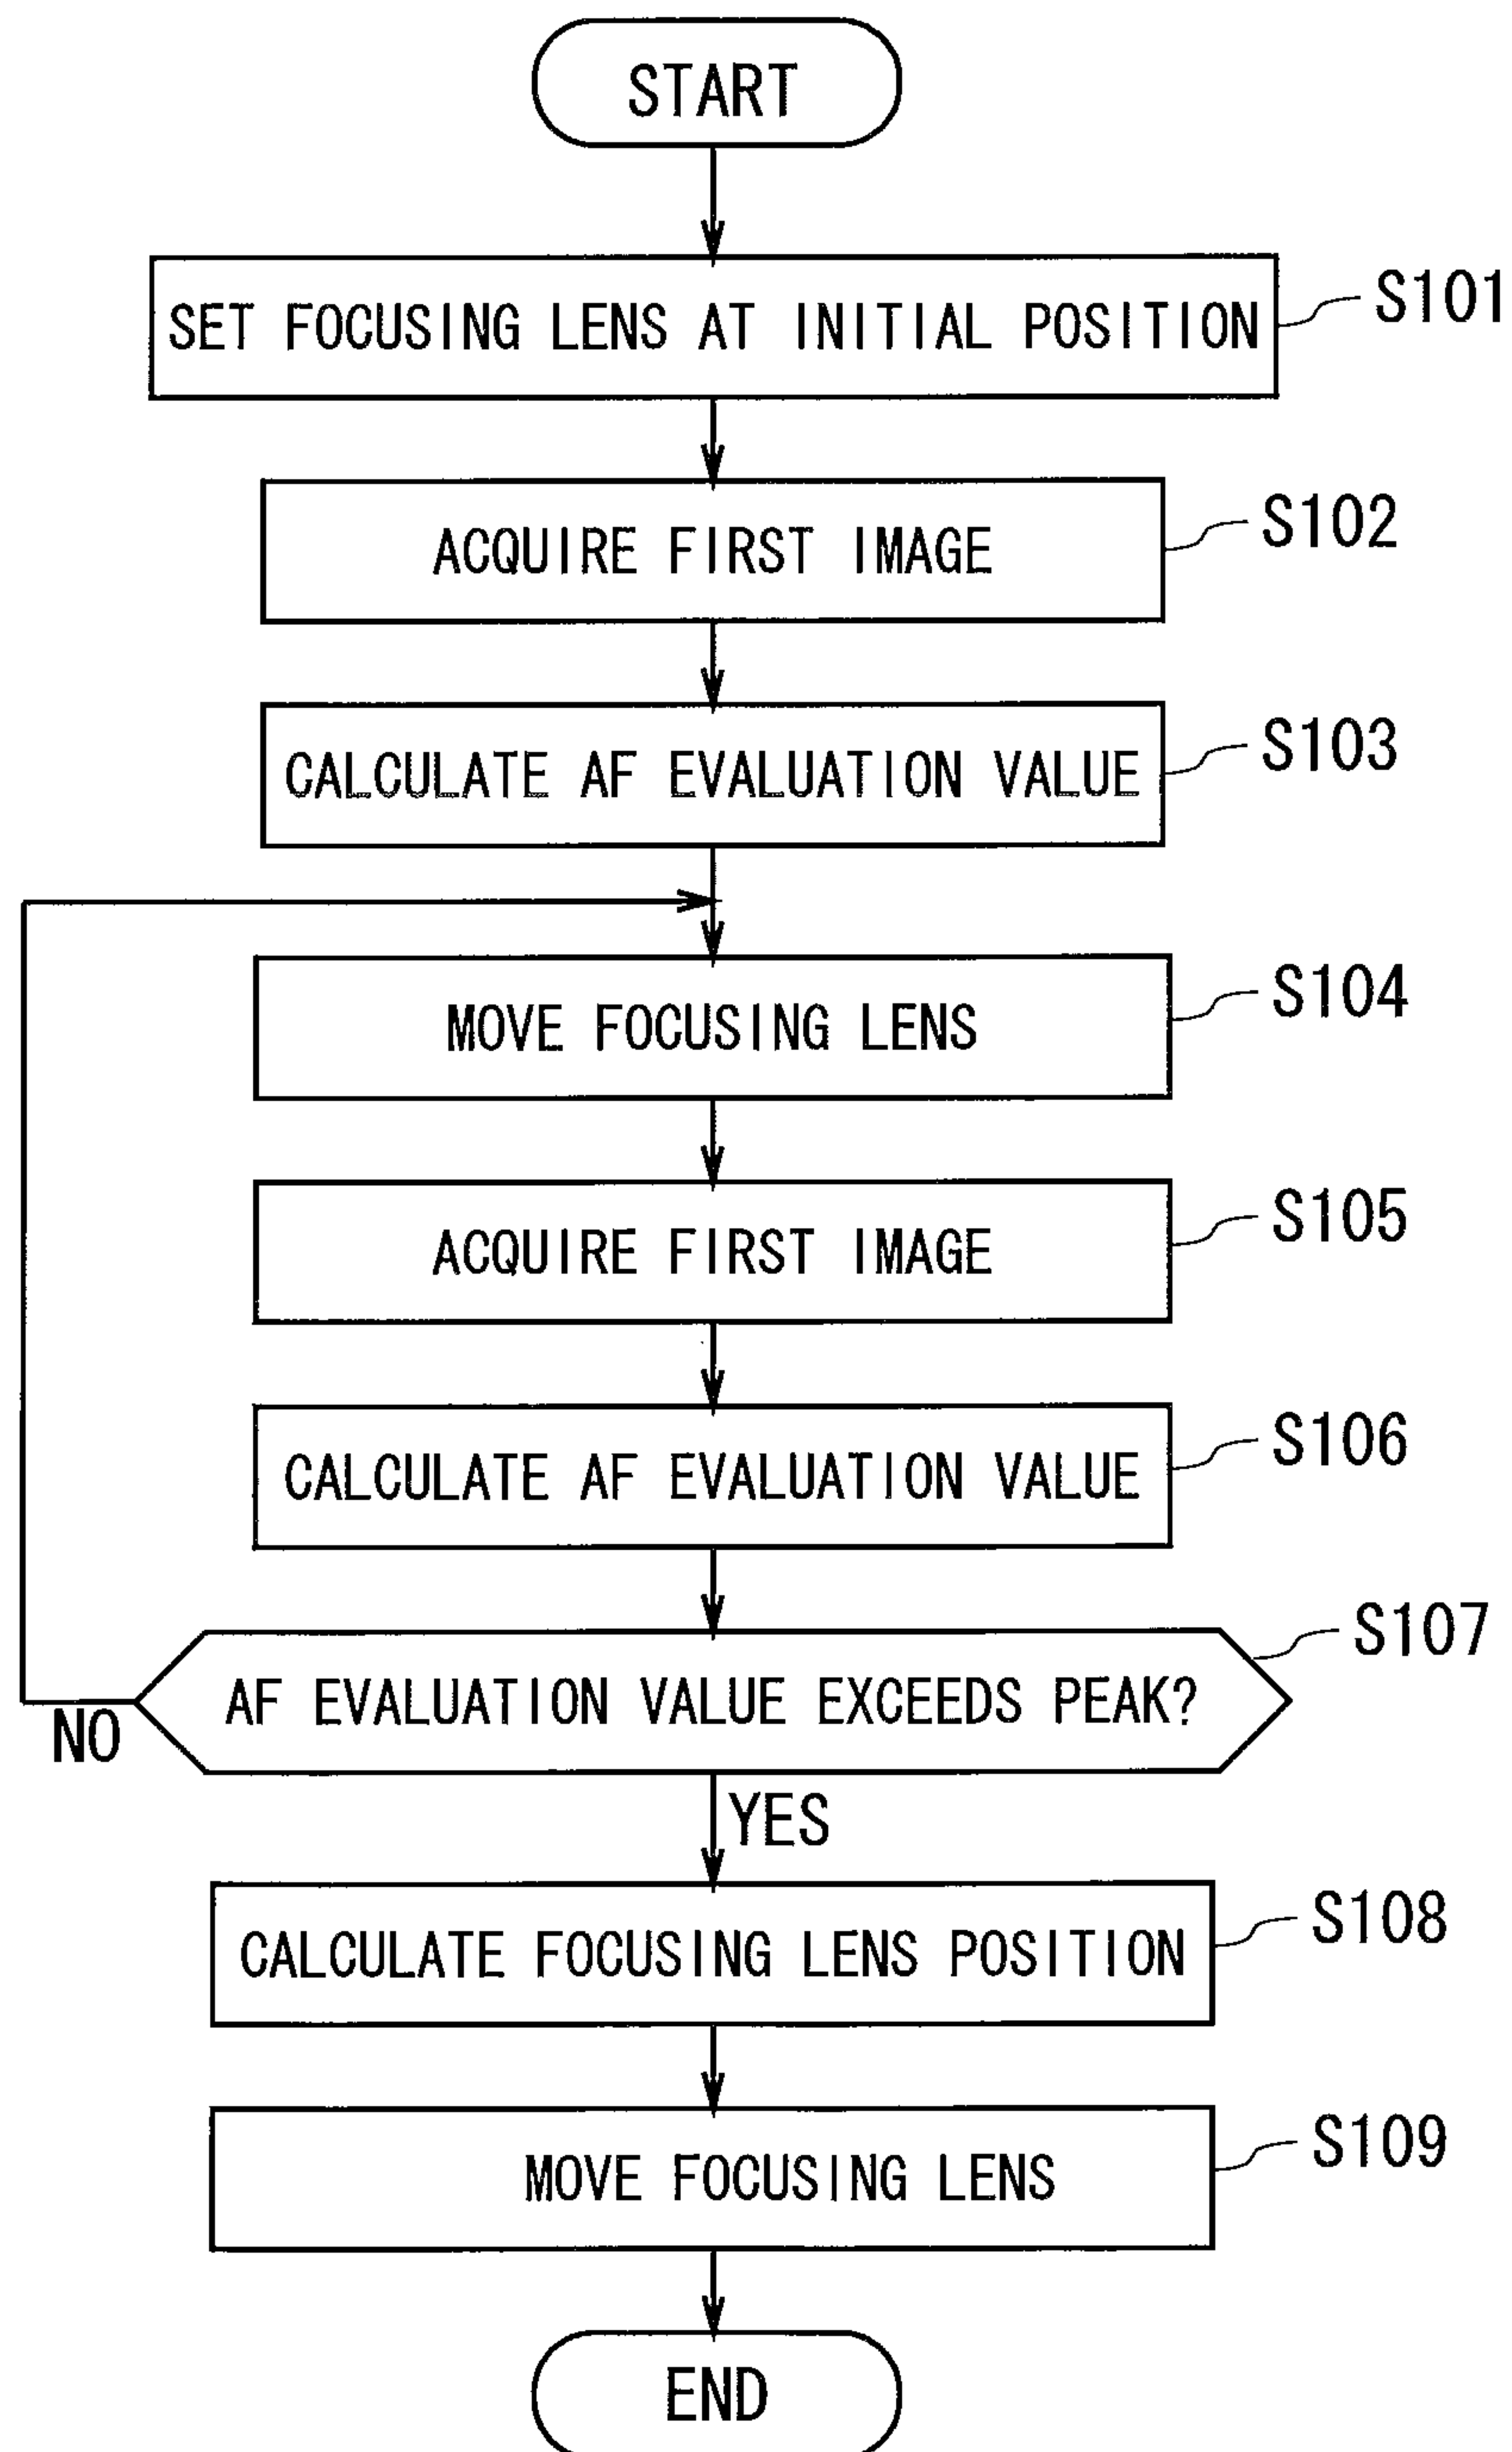 START
SET FOCUSING LENS AT INITIAL POSITION
S101
ACQUIRE FIRST IMAGE
S102
CALCULATE AF EVALUATION VALUE
S103
MOVE FOCUSING LENS
S104
ACQUIRE FIRST IMAGE
S105
CALCULATE AF EVALUATION VALUE
S106
AF EVALUATION VALUE EXCEEDS PEAK?
S107
NO
YES
CALCULATE FOCUSING LENS POSITION
S108
MOVE FOCUSING LENS
S109
END